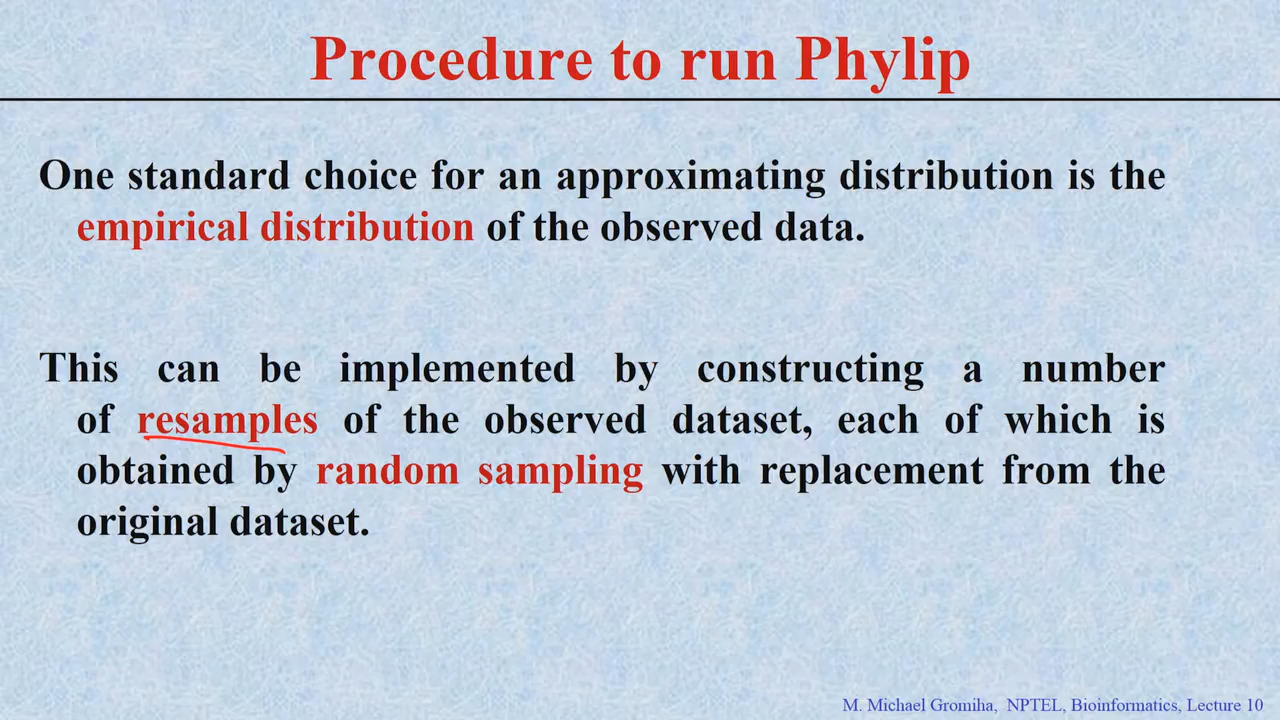 Procedure to run Phylip
One standard choice for an approximating distribution is the
empirical distribution of the observed data.
This can be implemented by constructing a number
of resamples of the observed dataset, each of which is
obtained by random sampling with replacement from the
original dataset.
M. Michael Gromiha, NPTEL, Bioinformatics, Lecture 10